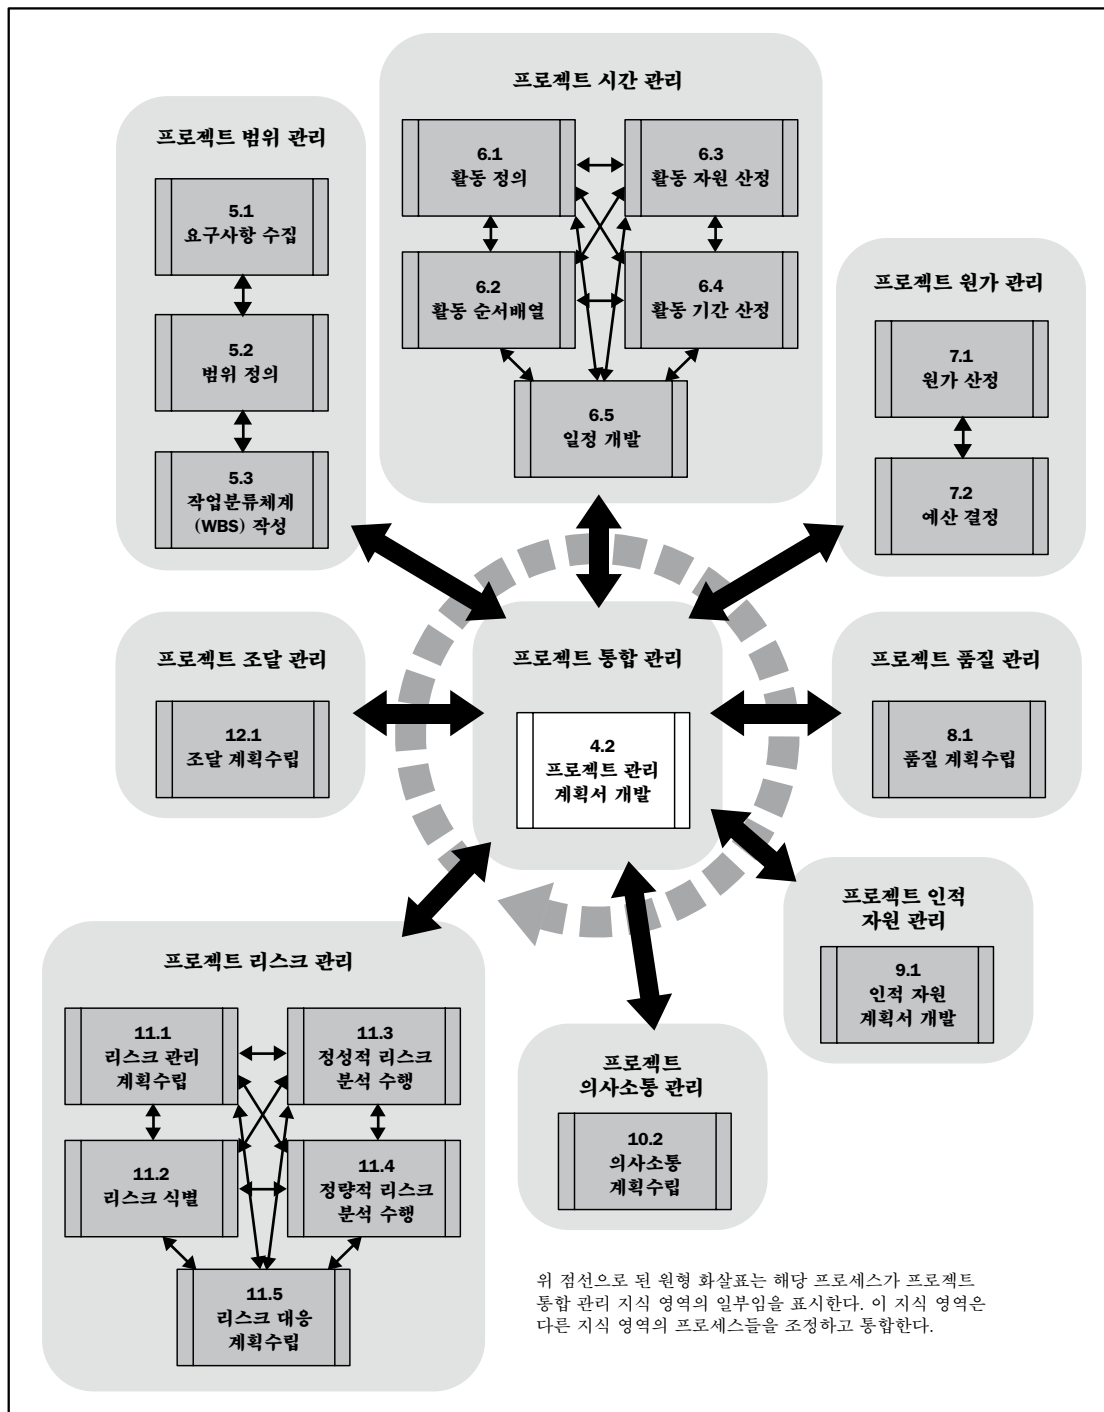 프로젝트 시간 관리
6.1
활동 정의
6.3
활동 자원 산정
6.2
활동 순서배열
6.4
활동 기간 산정
6.5
일정 개발
프로젝트 범위 관리
5.1
요구사항 수집
5.2
범위 정의
5.3
작업분류체계
(WBS) 작성
프로젝트 원가 관리
7.1
원가 산정
7.2
예산 결정
프로젝트 조달 관리
12.1
조달 계획수립
프로젝트 통합 관리
4.2
프로젝트 관리
계획서 개발
프로젝트 품질 관리
8.1
품질 계획수립
프로젝트 인적
자원 관리
9.1
인적 자원
계획서 개발
프로젝트 리스크 관리
11.1
리스크 관리
계획수립
11.3
정성적 리스크
분석 수행
11.2
리스크 식별
11.4
정량적 리스크
분석 수행
11.5
리스크 대응
계획수립
프로젝트
의사소통 관리
10.2
의사소통
계획수립
위 점선으로 된 원형 화살표는 해당 프로세스가 프로젝트
통합 관리 지식 영역의 일부임을 표시한다. 이 지식 영역은
다른 지식 영역의 프로세스들을 조정하고 통합한다.